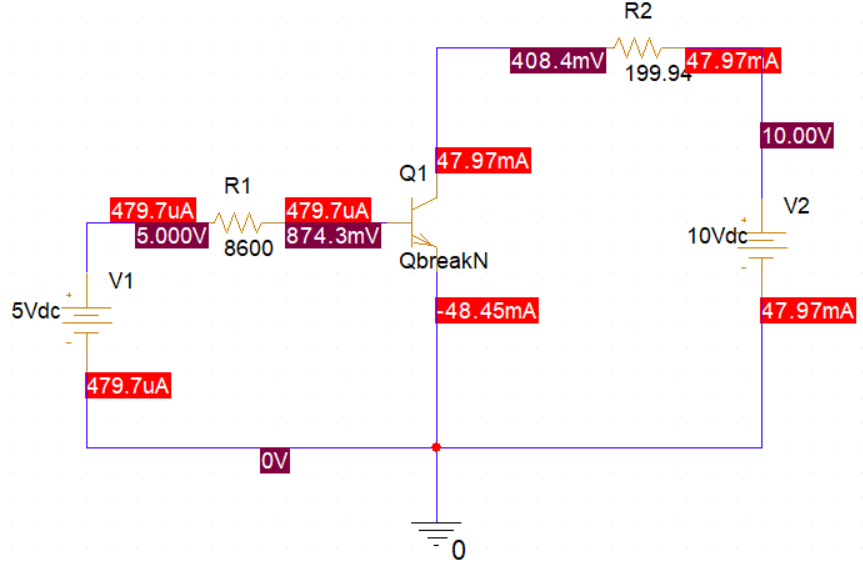 R2
408.4mV
199.94
47.97mA
10.00V
Q1
47.97mA
R1
479.7uA
479.7uA
5.000V
8600
874.3mV
QbreakN
V2
10Vdc
+
-
V1
5Vdc
+
-
-48.45mA
47.97mA
479.7uA
0V
0